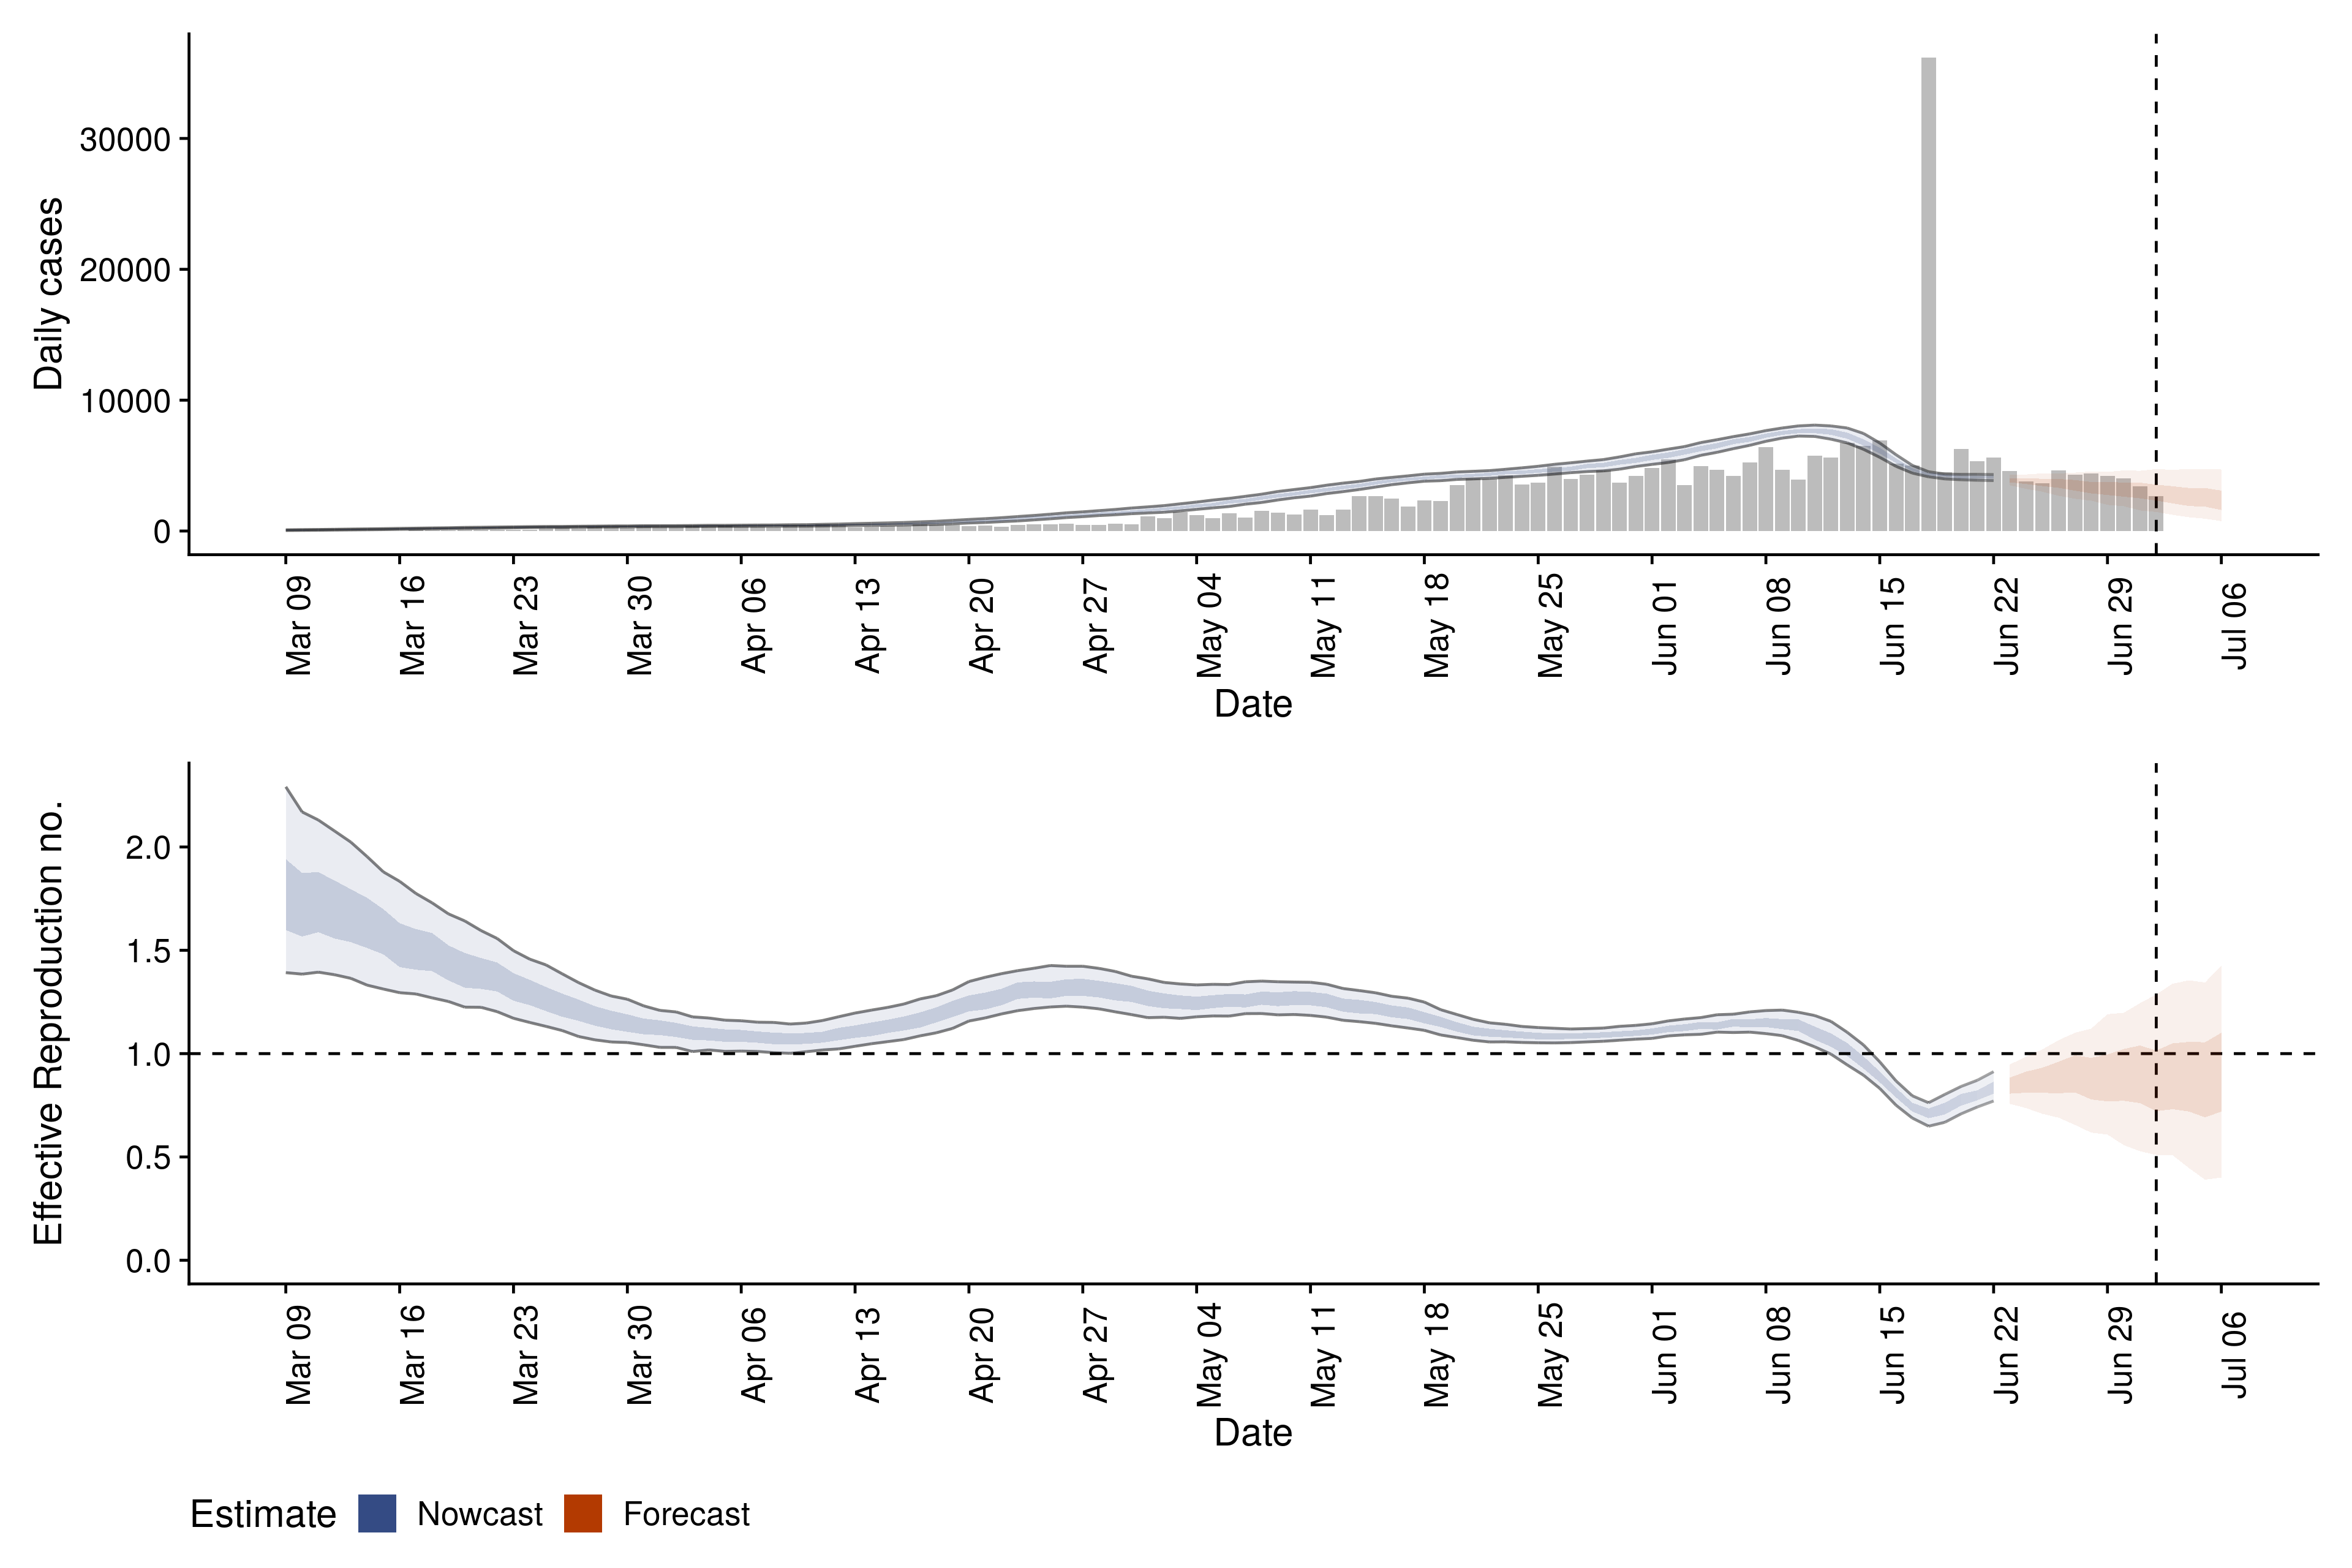 Daily cases
30000
20000
10000
0
Mar 09
Mar 16
Mar 23
Mar 30
Apr 06
Apr 13
Apr 20
Apr 27
May 04
May 11
May 18
May 25
Jun 01
Jun 08
Jun 15
Jun 22
Jun 29
Jul 06
Date
Effective Reproduction no.
2.0
1.5
1.0
0.5
0.0
Mar 09
Mar 16
Mar 23
Mar 30
Apr 06
Apr 13
Apr 20
Apr 27
May 04
May 11
May 18
May 25
Jun 01
Jun 08
Jun 15
Jun 22
Jun 29
Jul 06
Date
Estimate Nowcast Forecast